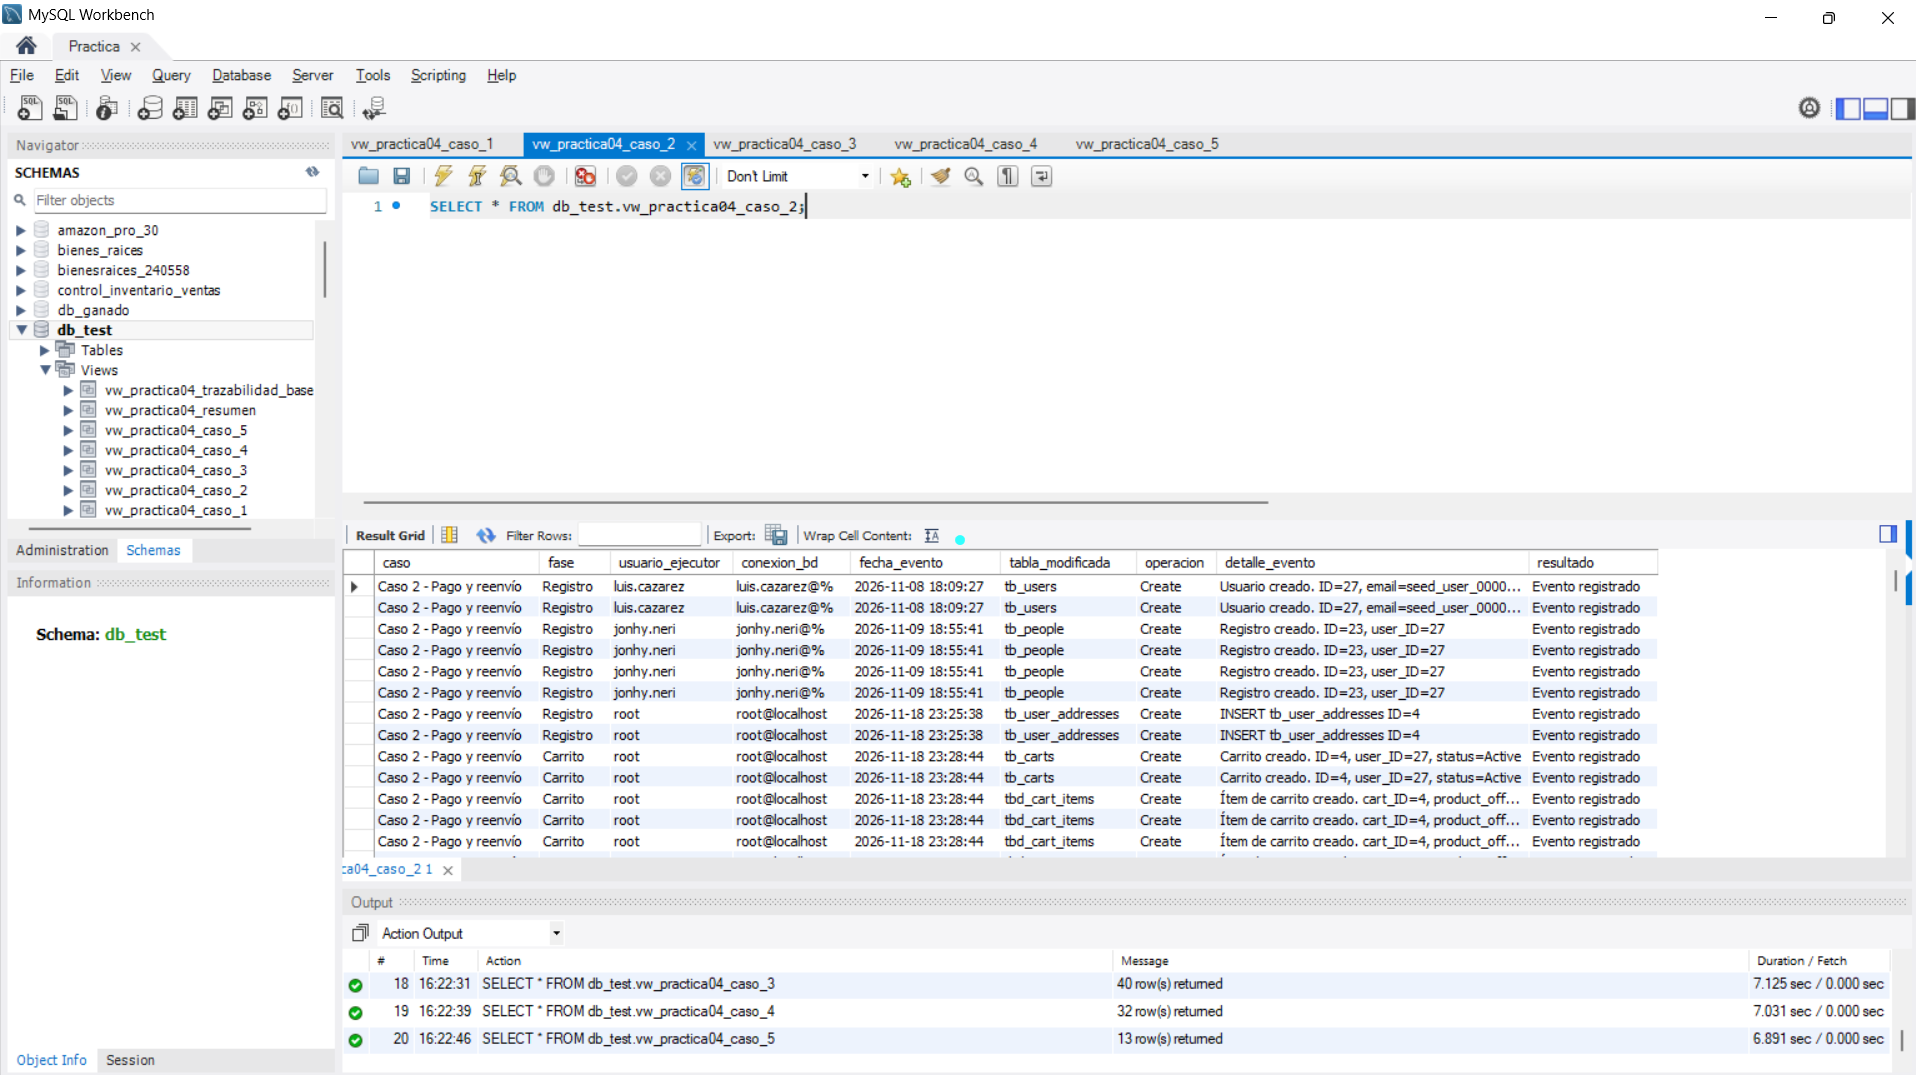 MySQL Workbench
Practica
File Edit View Query Database Server Tools Scripting Help
Navigator
SCHEMAS
Filter objects
amazon_pro_30
bienes_raices
bienesraices_240558
control_inventario_ventas
db_ganado
db_test
Tables
Views
vw_practica04_trazabilidad_base
vw_practica04_resumen
vw_practica04_caso_5
vw_practica04_caso_4
vw_practica04_caso_3
vw_practica04_caso_2
vw_practica04_caso_1
Administration Schemas
Information
Schema: db_test
Object Info Session
vw_practica04_caso_1 vw_practica04_caso_2 vw_practica04_caso_3 vw_practica04_caso_4 vw_practica04_caso_5
Don't Limit
1 SELECT * FROM db_test.vw_practica04_caso_2;
Result Grid Filter Rows: Export: Wrap Cell Content:
caso fase usuario_ejecutor conexion_bd fecha_evento tabla_modificada operacion detalle_evento resultado
Caso 2 - Pago y reenvío Registro luis.cazarez luis.cazarez@% 2026-11-08 18:09:27 tb_users Create Usuario creado. ID=27, email=seed_user_0000... Evento registrado
Caso 2 - Pago y reenvío Registro luis.cazarez luis.cazarez@% 2026-11-08 18:09:27 tb_users Create Usuario creado. ID=27, email=seed_user_0000... Evento registrado
Caso 2 - Pago y reenvío Registro jonhy.neri jonhy.neri@% 2026-11-09 18:55:41 tb_people Create Registro creado. ID=23, user_ID=27 Evento registrado
Caso 2 - Pago y reenvío Registro jonhy.neri jonhy.neri@% 2026-11-09 18:55:41 tb_people Create Registro creado. ID=23, user_ID=27 Evento registrado
Caso 2 - Pago y reenvío Registro jonhy.neri jonhy.neri@% 2026-11-09 18:55:41 tb_people Create Registro creado. ID=23, user_ID=27 Evento registrado
Caso 2 - Pago y reenvío Registro jonhy.neri jonhy.neri@% 2026-11-09 18:55:41 tb_people Create Registro creado. ID=23, user_ID=27 Evento registrado
Caso 2 - Pago y reenvío Registro root root@localhost 2026-11-18 23:25:38 tb_user_addresses Create INSERT tb_user_addresses ID=4 Evento registrado
Caso 2 - Pago y reenvío Registro root root@localhost 2026-11-18 23:25:38 tb_user_addresses Create INSERT tb_user_addresses ID=4 Evento registrado
Caso 2 - Pago y reenvío Carrito root root@localhost 2026-11-18 23:28:44 tb_carts Create Carrito creado. ID=4, user_ID=27, status=Active Evento registrado
Caso 2 - Pago y reenvío Carrito root root@localhost 2026-11-18 23:28:44 tb_carts Create Carrito creado. ID=4, user_ID=27, status=Active Evento registrado
Caso 2 - Pago y reenvío Carrito root root@localhost 2026-11-18 23:28:44 tbd_cart_items Create Ítem de carrito creado. cart_ID=4, product_off... Evento registrado
Caso 2 - Pago y reenvío Carrito root root@localhost 2026-11-18 23:28:44 tbd_cart_items Create Ítem de carrito creado. cart_ID=4, product_off... Evento registrado
Caso 2 - Pago y reenvío Carrito root root@localhost 2026-11-18 23:28:44 tbd_cart_items Create Ítem de carrito creado. cart_ID=4, product_off... Evento registrado
ca04_caso_2 1
Output
Action Output
# Time Action Message Duration / Fetch
18 16:22:31 SELECT * FROM db_test.vw_practica04_caso_3 40 row(s) returned 7.125 sec / 0.000 sec
19 16:22:39 SELECT * FROM db_test.vw_practica04_caso_4 32 row(s) returned 7.031 sec / 0.000 sec
20 16:22:46 SELECT * FROM db_test.vw_practica04_caso_5 13 row(s) returned 6.891 sec / 0.000 sec